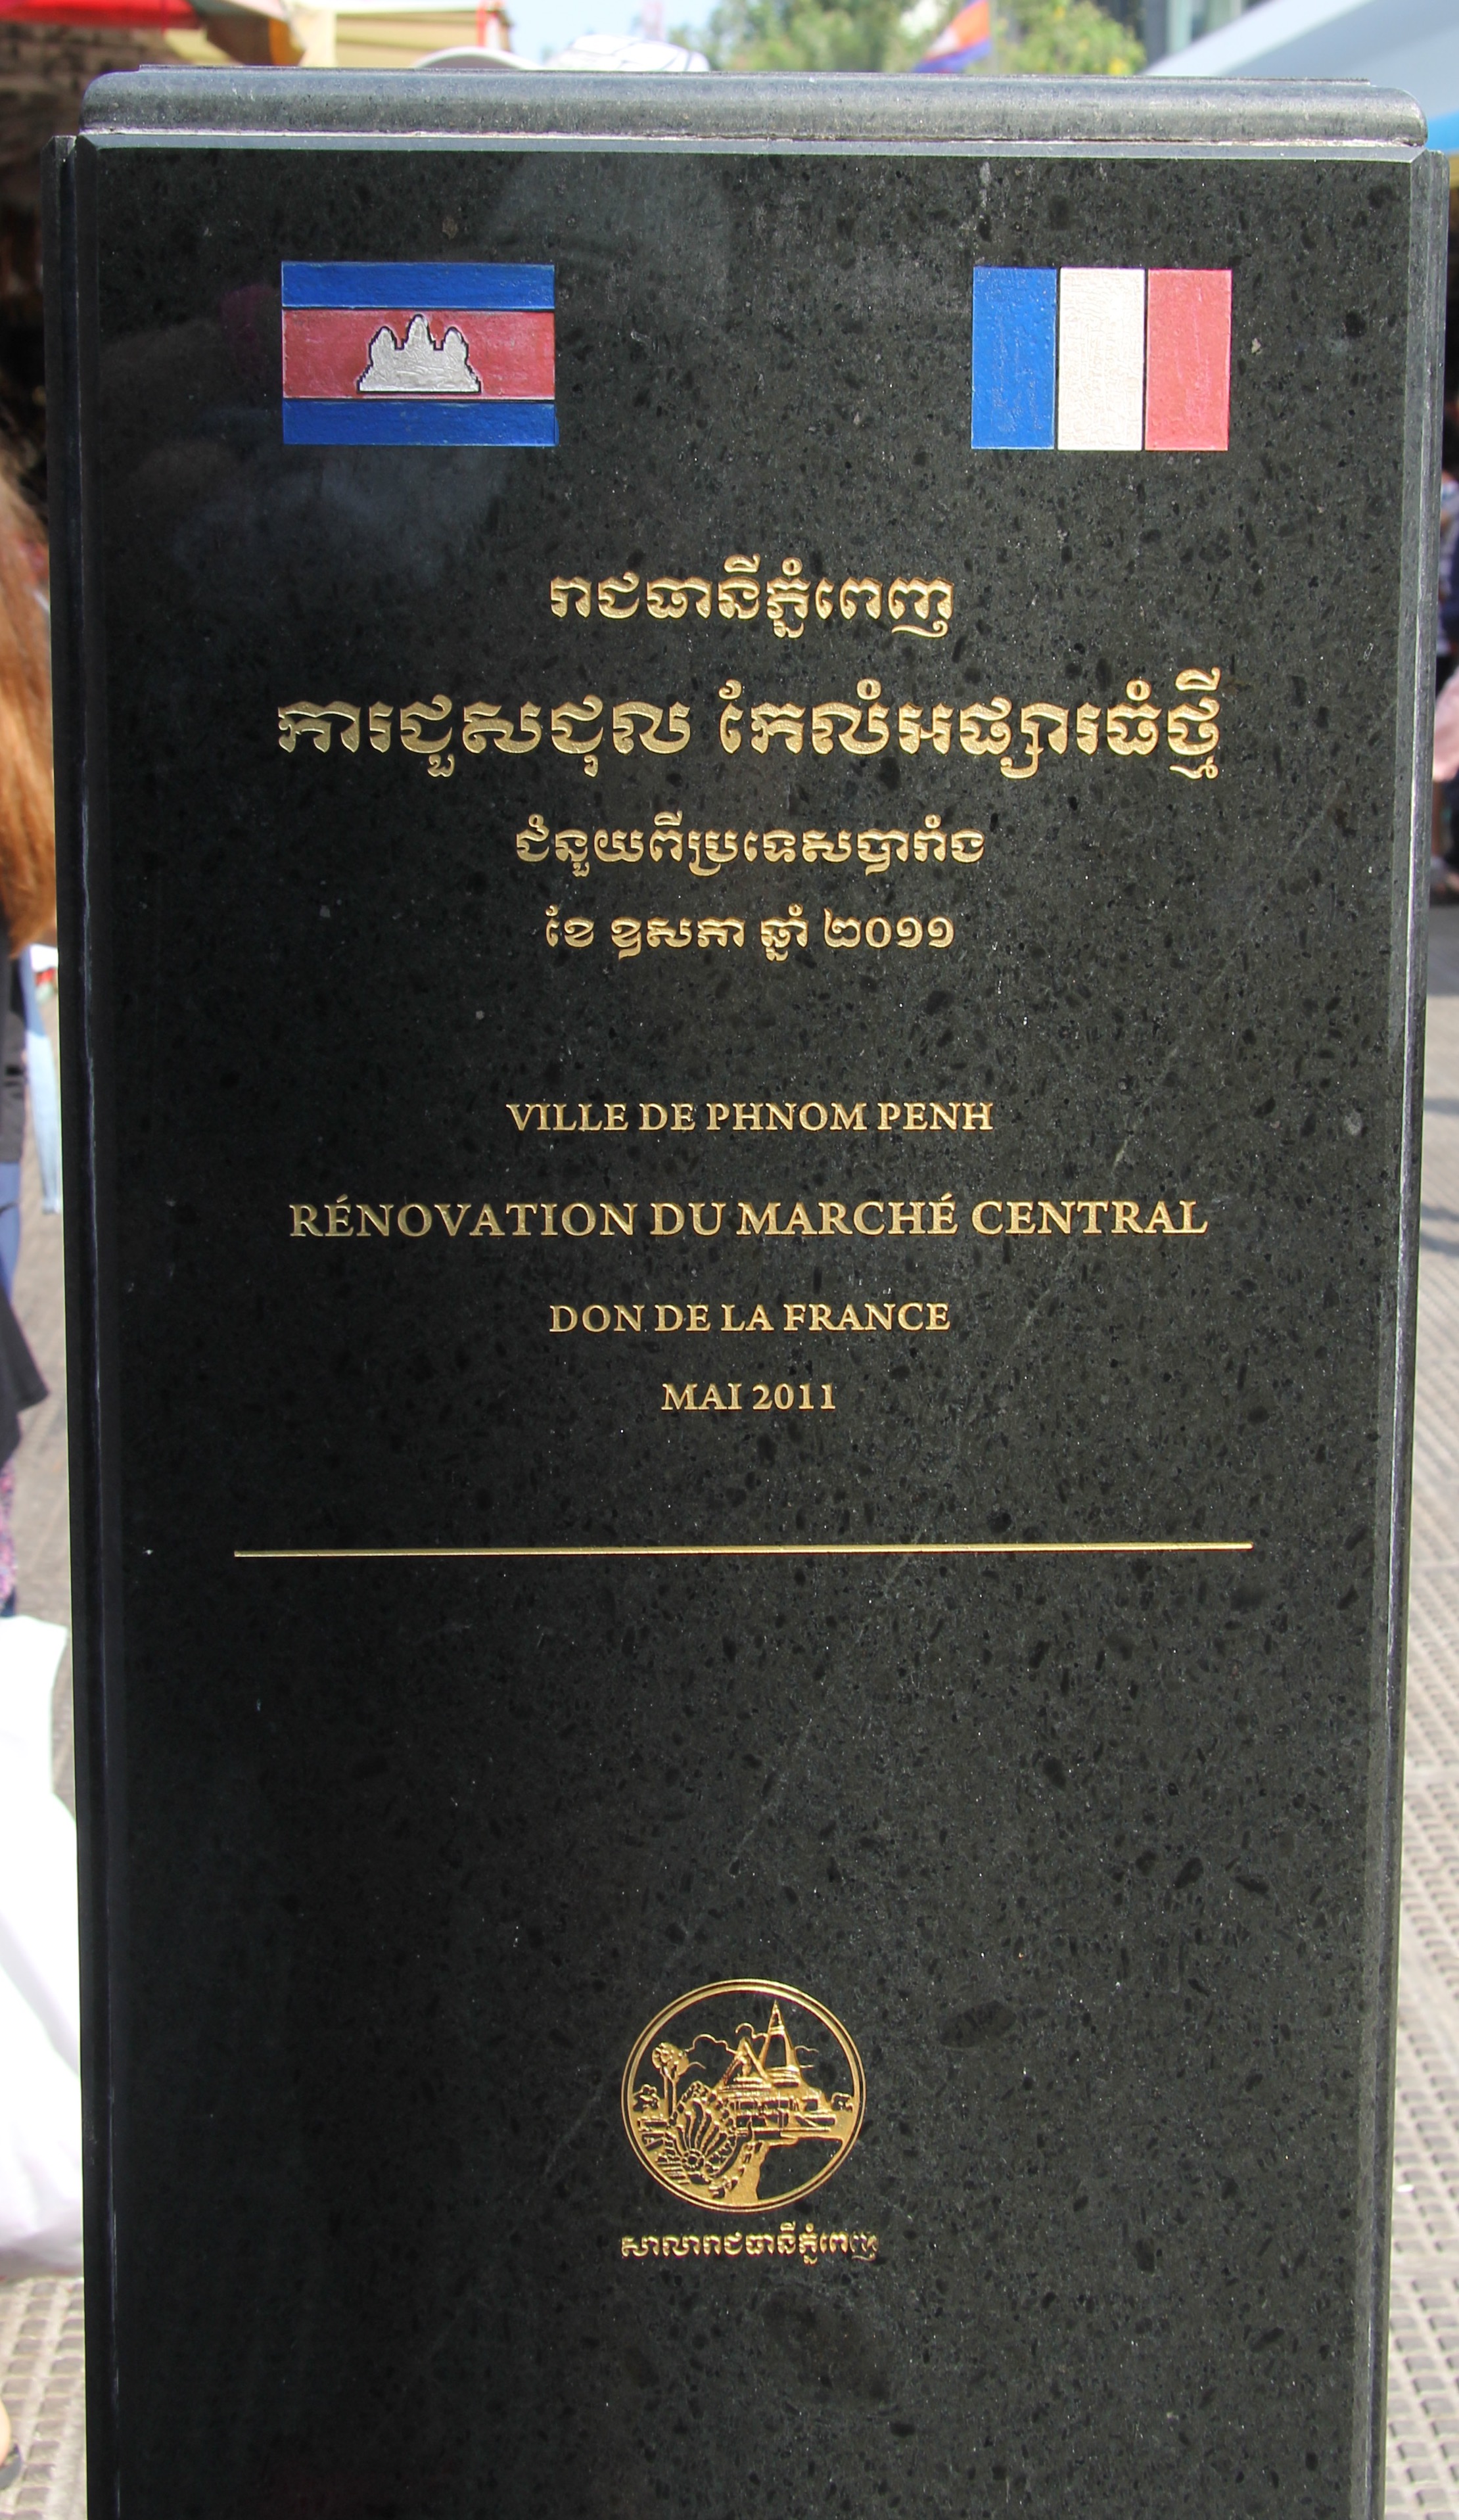 រាជធានីភ្នំពេញ
ការជួសជុល កែលំអផ្សារធំថ្មី
ជំនួយពីប្រទេសបារាំង
ខែ ឧសភា ឆ្នាំ ២០១១
VILLE DE PHNOM PENH
RÉNOVATION DU MARCHÉ CENTRAL
DON DE LA FRANCE
MAI 2011
សាលារាជធានីភ្នំពេញ